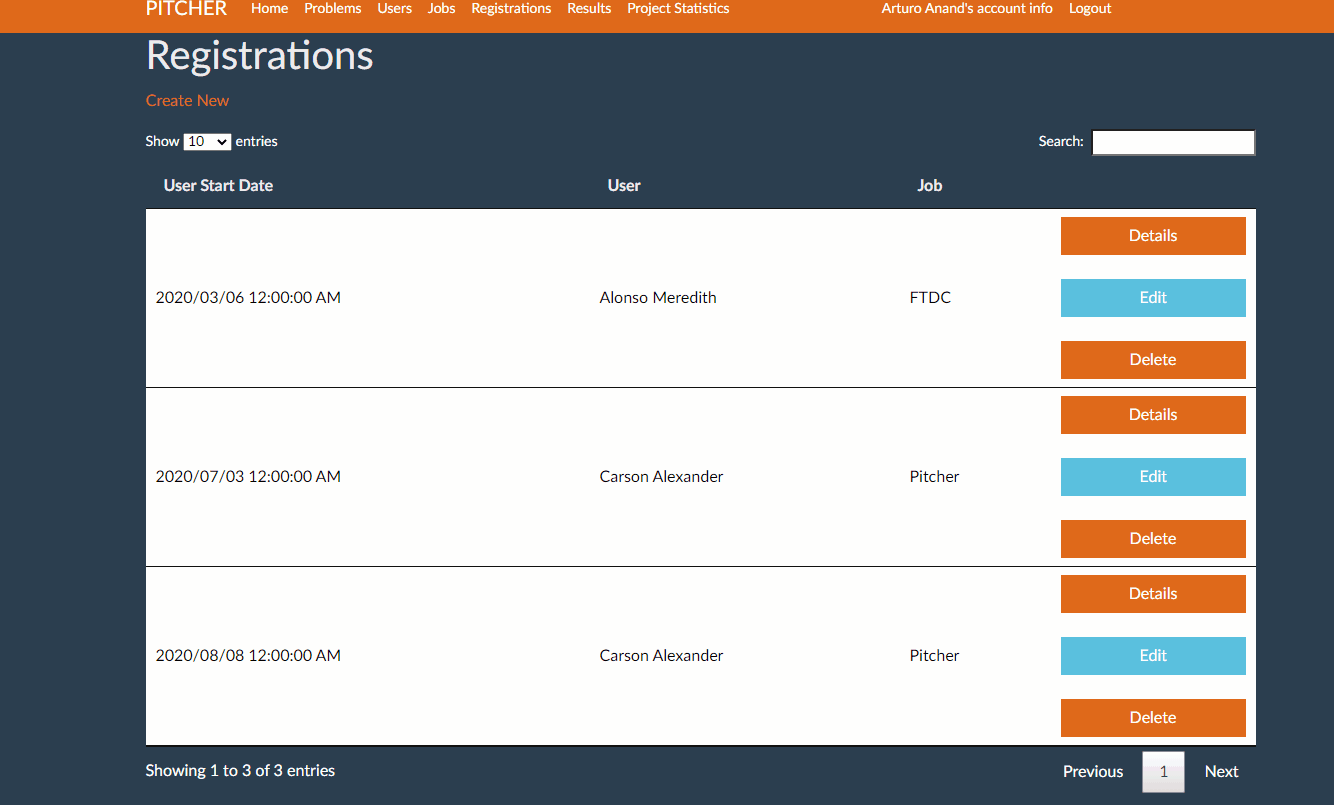 PITCHER Home Problems Users Jobs Registrations Results Project Statistics Arturo Anand's account info Logout
Registrations
Create New
Show 10 entries Search:
User Start Date User Job
Details
2020/03/06 12:00:00 AM Alonso Meredith FTDC Edit
Delete
Details
2020/07/03 12:00:00 AM Carson Alexander Pitcher Edit
Delete
Details
2020/08/08 12:00:00 AM Carson Alexander Pitcher Edit
Delete
Showing 1 to 3 of 3 entries Previous 1 Next